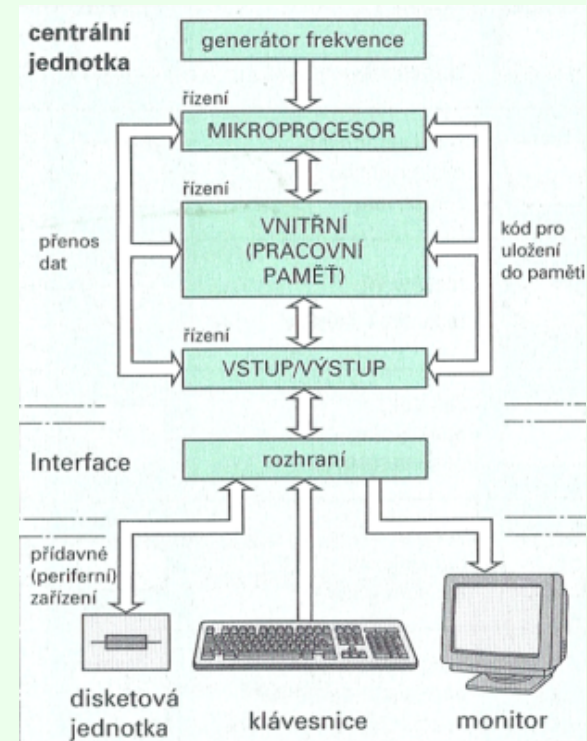 centrální
jednotka
generátor frekvence
řízení
MIKROPROCESOR
řízení
VNITŘNÍ
(PRACOVNÍ
PAMĚŤ)
přenos
dat
kód pro
uložení
do paměti
řízení
VSTUP/VÝSTUP
Interface
rozhraní
přídavné
(periferní)
zařízení
disketová
jednotka
klávesnice
monitor